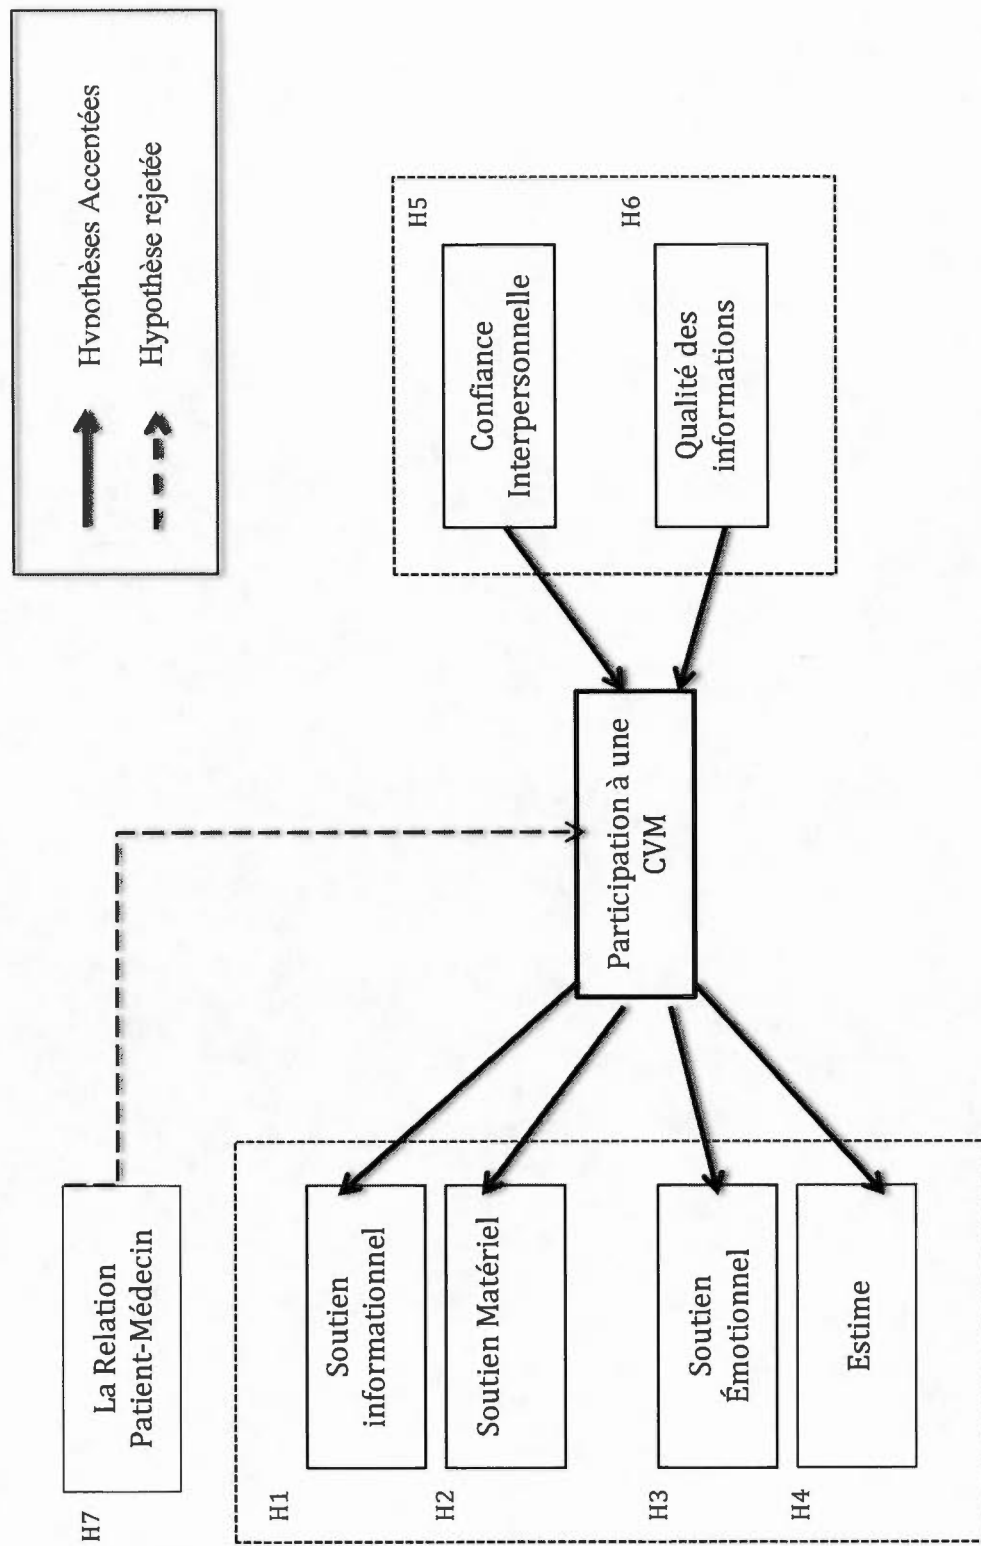 Hypothèses Acceptées
Hypothèse rejetée
H7
La Relation
Patient-Médecin
H1
Soutien
informationnel
H2
Soutien Matériel
H3
Soutien
Émotionnel
H4
Estime
Participation à une
CVM
H5
Confiance
Interpersonnelle
H6
Qualité des
informations